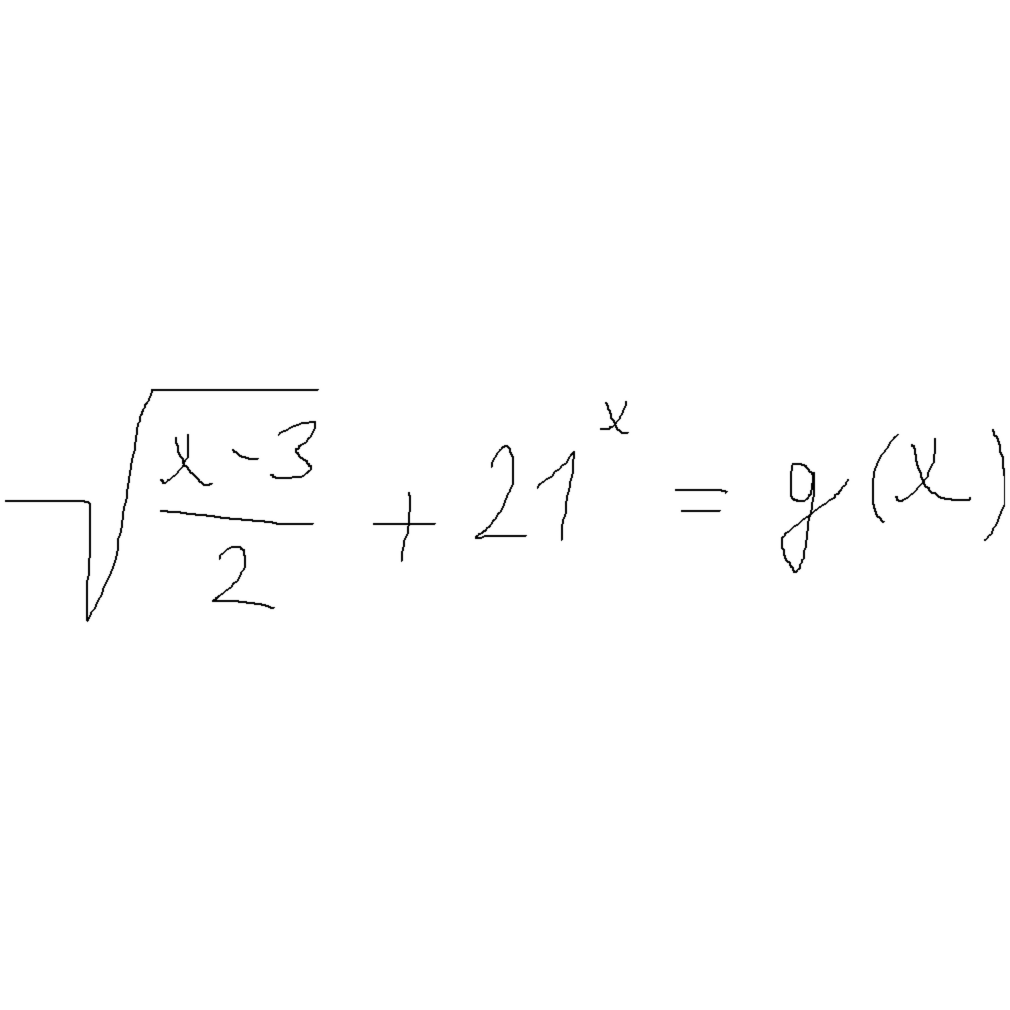 √((x-3)/2) + 21^x = g(x)